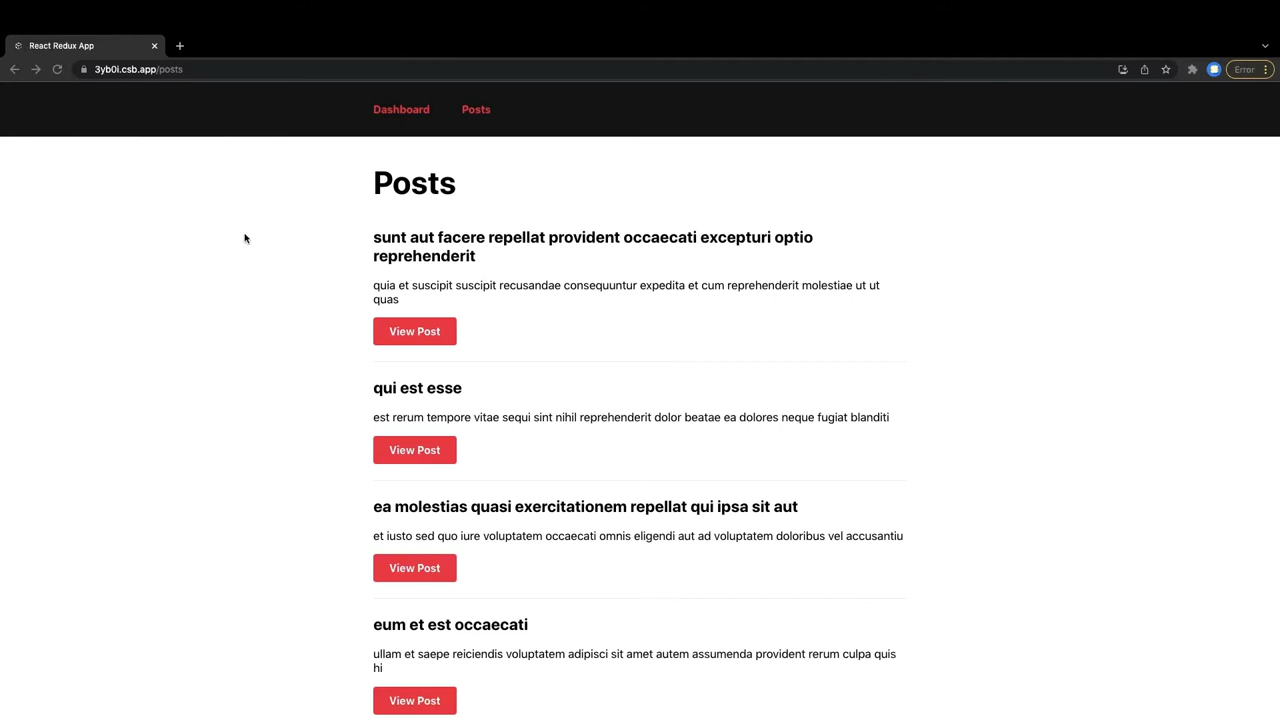 React Redux App
3yb0i.csb.app/posts
Error
Dashboard
Posts
Posts
sunt aut facere repellat provident occaecati excepturi optio
reprehenderit
quia et suscipit suscipit recusandae consequuntur expedita et cum reprehenderit molestiae ut ut
quas
View Post
qui est esse
est rerum tempore vitae sequi sint nihil reprehenderit dolor beatae ea dolores neque fugiat blanditi
View Post
ea molestias quasi exercitationem repellat qui ipsa sit aut
et iusto sed quo iure voluptatem occaecati omnis eligendi aut ad voluptatem doloribus vel accusantiu
View Post
eum et est occaecati
ullam et saepe reiciendis voluptatem adipisci sit amet autem assumenda provident rerum culpa quis
hi
View Post